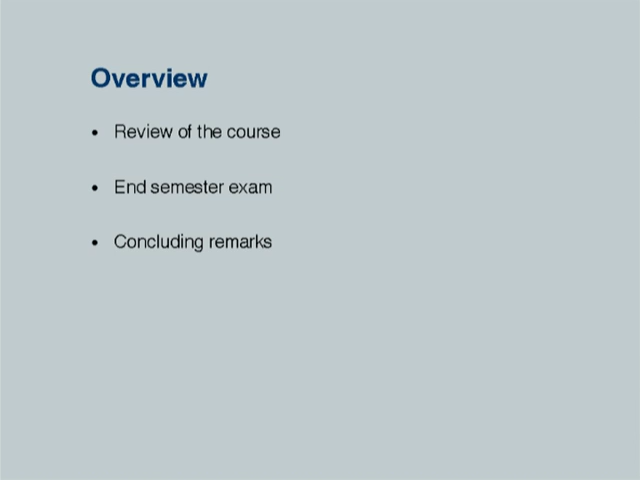 Overview
• Review of the course
• End semester exam
• Concluding remarks